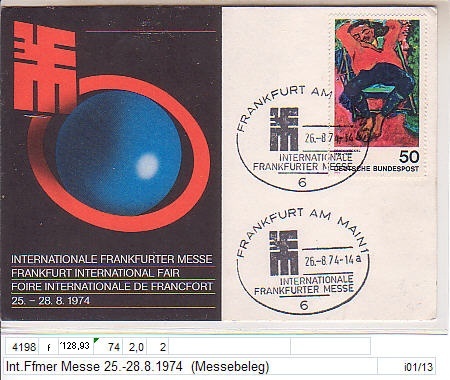 INTERNATIONALE FRANKFURTER MESSE
FRANKFURT INTERNATIONAL FAIR
FOIRE INTERNATIONALE DE FRANCFORT
25. – 28. 8. 1974
50
DEUTSCHE BUNDESPOST
FRANKFURT AM MAIN
26.-8.74-14
INTERNATIONALE
FRANKFURTER MESSE
6
FRANKFURT AM MAIN 1
26.-8.74-14 a
INTERNATIONALE
FRANKFURTER MESSE
6
4198 f 128,93 74 2,0 2
Int.Ffmer Messe 25.-28.8.1974 (Messebeleg) i01/13